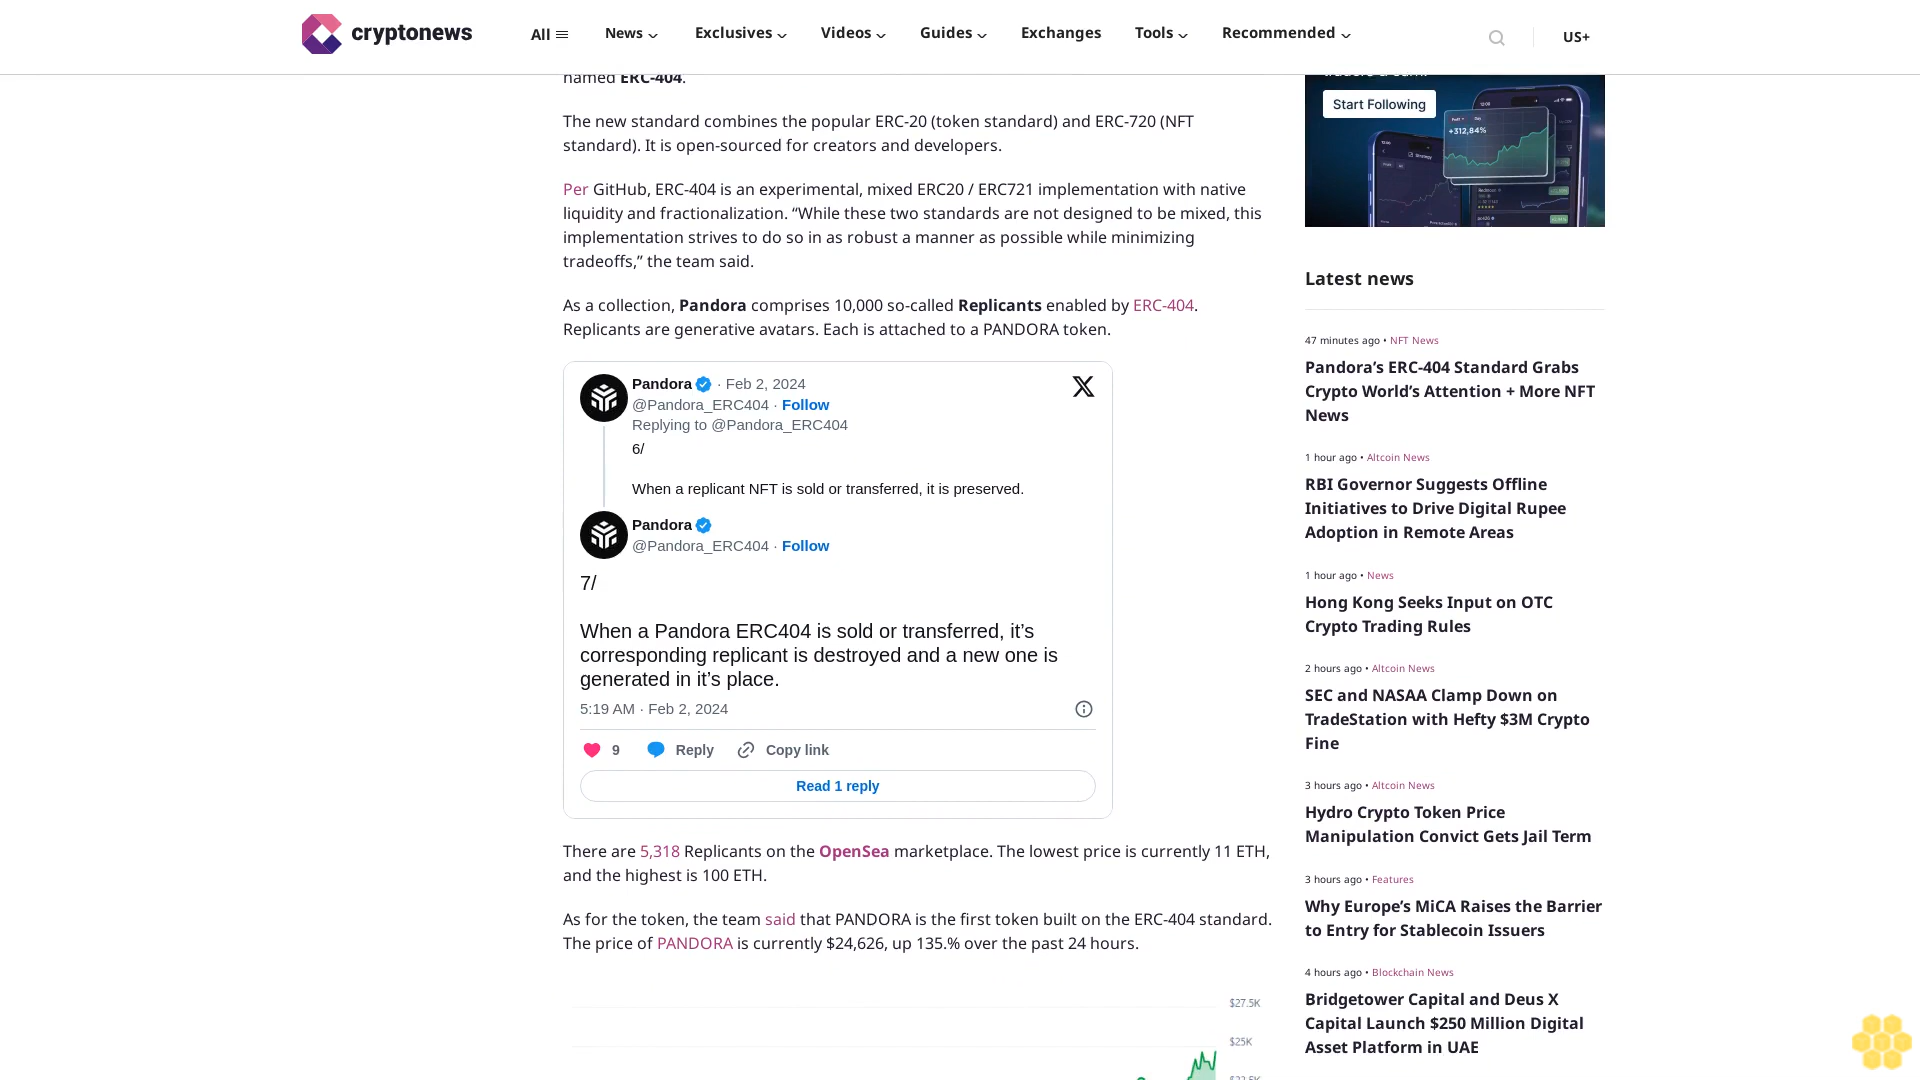 cryptonews
All
News
Exclusives
Videos
Guides
Exchanges
Tools
Recommended
US+
named ERC-404.
The new standard combines the popular ERC-20 (token standard) and ERC-720 (NFT
standard). It is open-sourced for creators and developers.
Per GitHub, ERC-404 is an experimental, mixed ERC20 / ERC721 implementation with native
liquidity and fractionalization. “While these two standards are not designed to be mixed, this
implementation strives to do so in as robust a manner as possible while minimizing
tradeoffs,” the team said.
As a collection, Pandora comprises 10,000 so-called Replicants enabled by ERC-404.
Replicants are generative avatars. Each is attached to a PANDORA token.
Pandora · Feb 2, 2024
@Pandora_ERC404 · Follow
Replying to @Pandora_ERC404
6/
When a replicant NFT is sold or transferred, it is preserved.
Pandora
@Pandora_ERC404 · Follow
7/
When a Pandora ERC404 is sold or transferred, it’s
corresponding replicant is destroyed and a new one is
generated in it’s place.
5:19 AM · Feb 2, 2024
9 Reply Copy link
Read 1 reply
There are 5,318 Replicants on the OpenSea marketplace. The lowest price is currently 11 ETH,
and the highest is 100 ETH.
As for the token, the team said that PANDORA is the first token built on the ERC-404 standard.
The price of PANDORA is currently $24,626, up 135.% over the past 24 hours.
$27.5K
$25K
Start Following
+312,84%
Strategy
Latest news
47 minutes ago • NFT News
Pandora’s ERC-404 Standard Grabs
Crypto World’s Attention + More NFT
News
1 hour ago • Altcoin News
RBI Governor Suggests Offline
Initiatives to Drive Digital Rupee
Adoption in Remote Areas
1 hour ago • News
Hong Kong Seeks Input on OTC
Crypto Trading Rules
2 hours ago • Altcoin News
SEC and NASAA Clamp Down on
TradeStation with Hefty $3M Crypto
Fine
3 hours ago • Altcoin News
Hydro Crypto Token Price
Manipulation Convict Gets Jail Term
3 hours ago • Features
Why Europe’s MiCA Raises the Barrier
to Entry for Stablecoin Issuers
4 hours ago • Blockchain News
Bridgetower Capital and Deus X
Capital Launch $250 Million Digital
Asset Platform in UAE